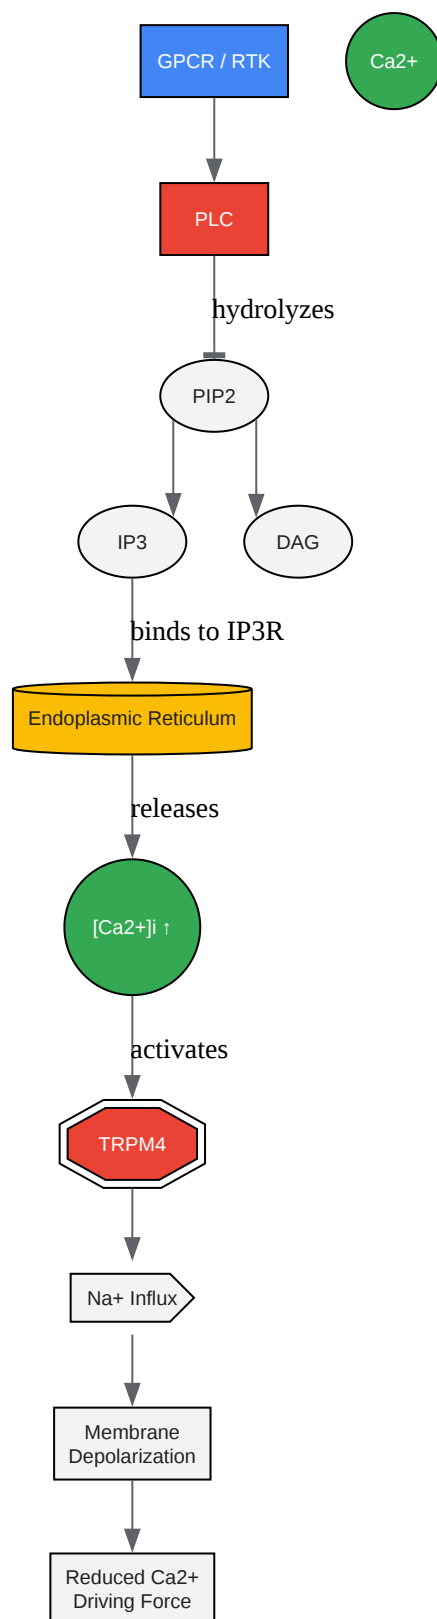 GPCR / RTK
Ca2+
PLC
hydrolyzes
PIP2
IP3
DAG
binds to IP3R
Endoplasmic Reticulum
releases
[Ca2+]i ↑
activates
TRPM4
Na+ Influx
Membrane
Depolarization
Reduced Ca2+
Driving Force